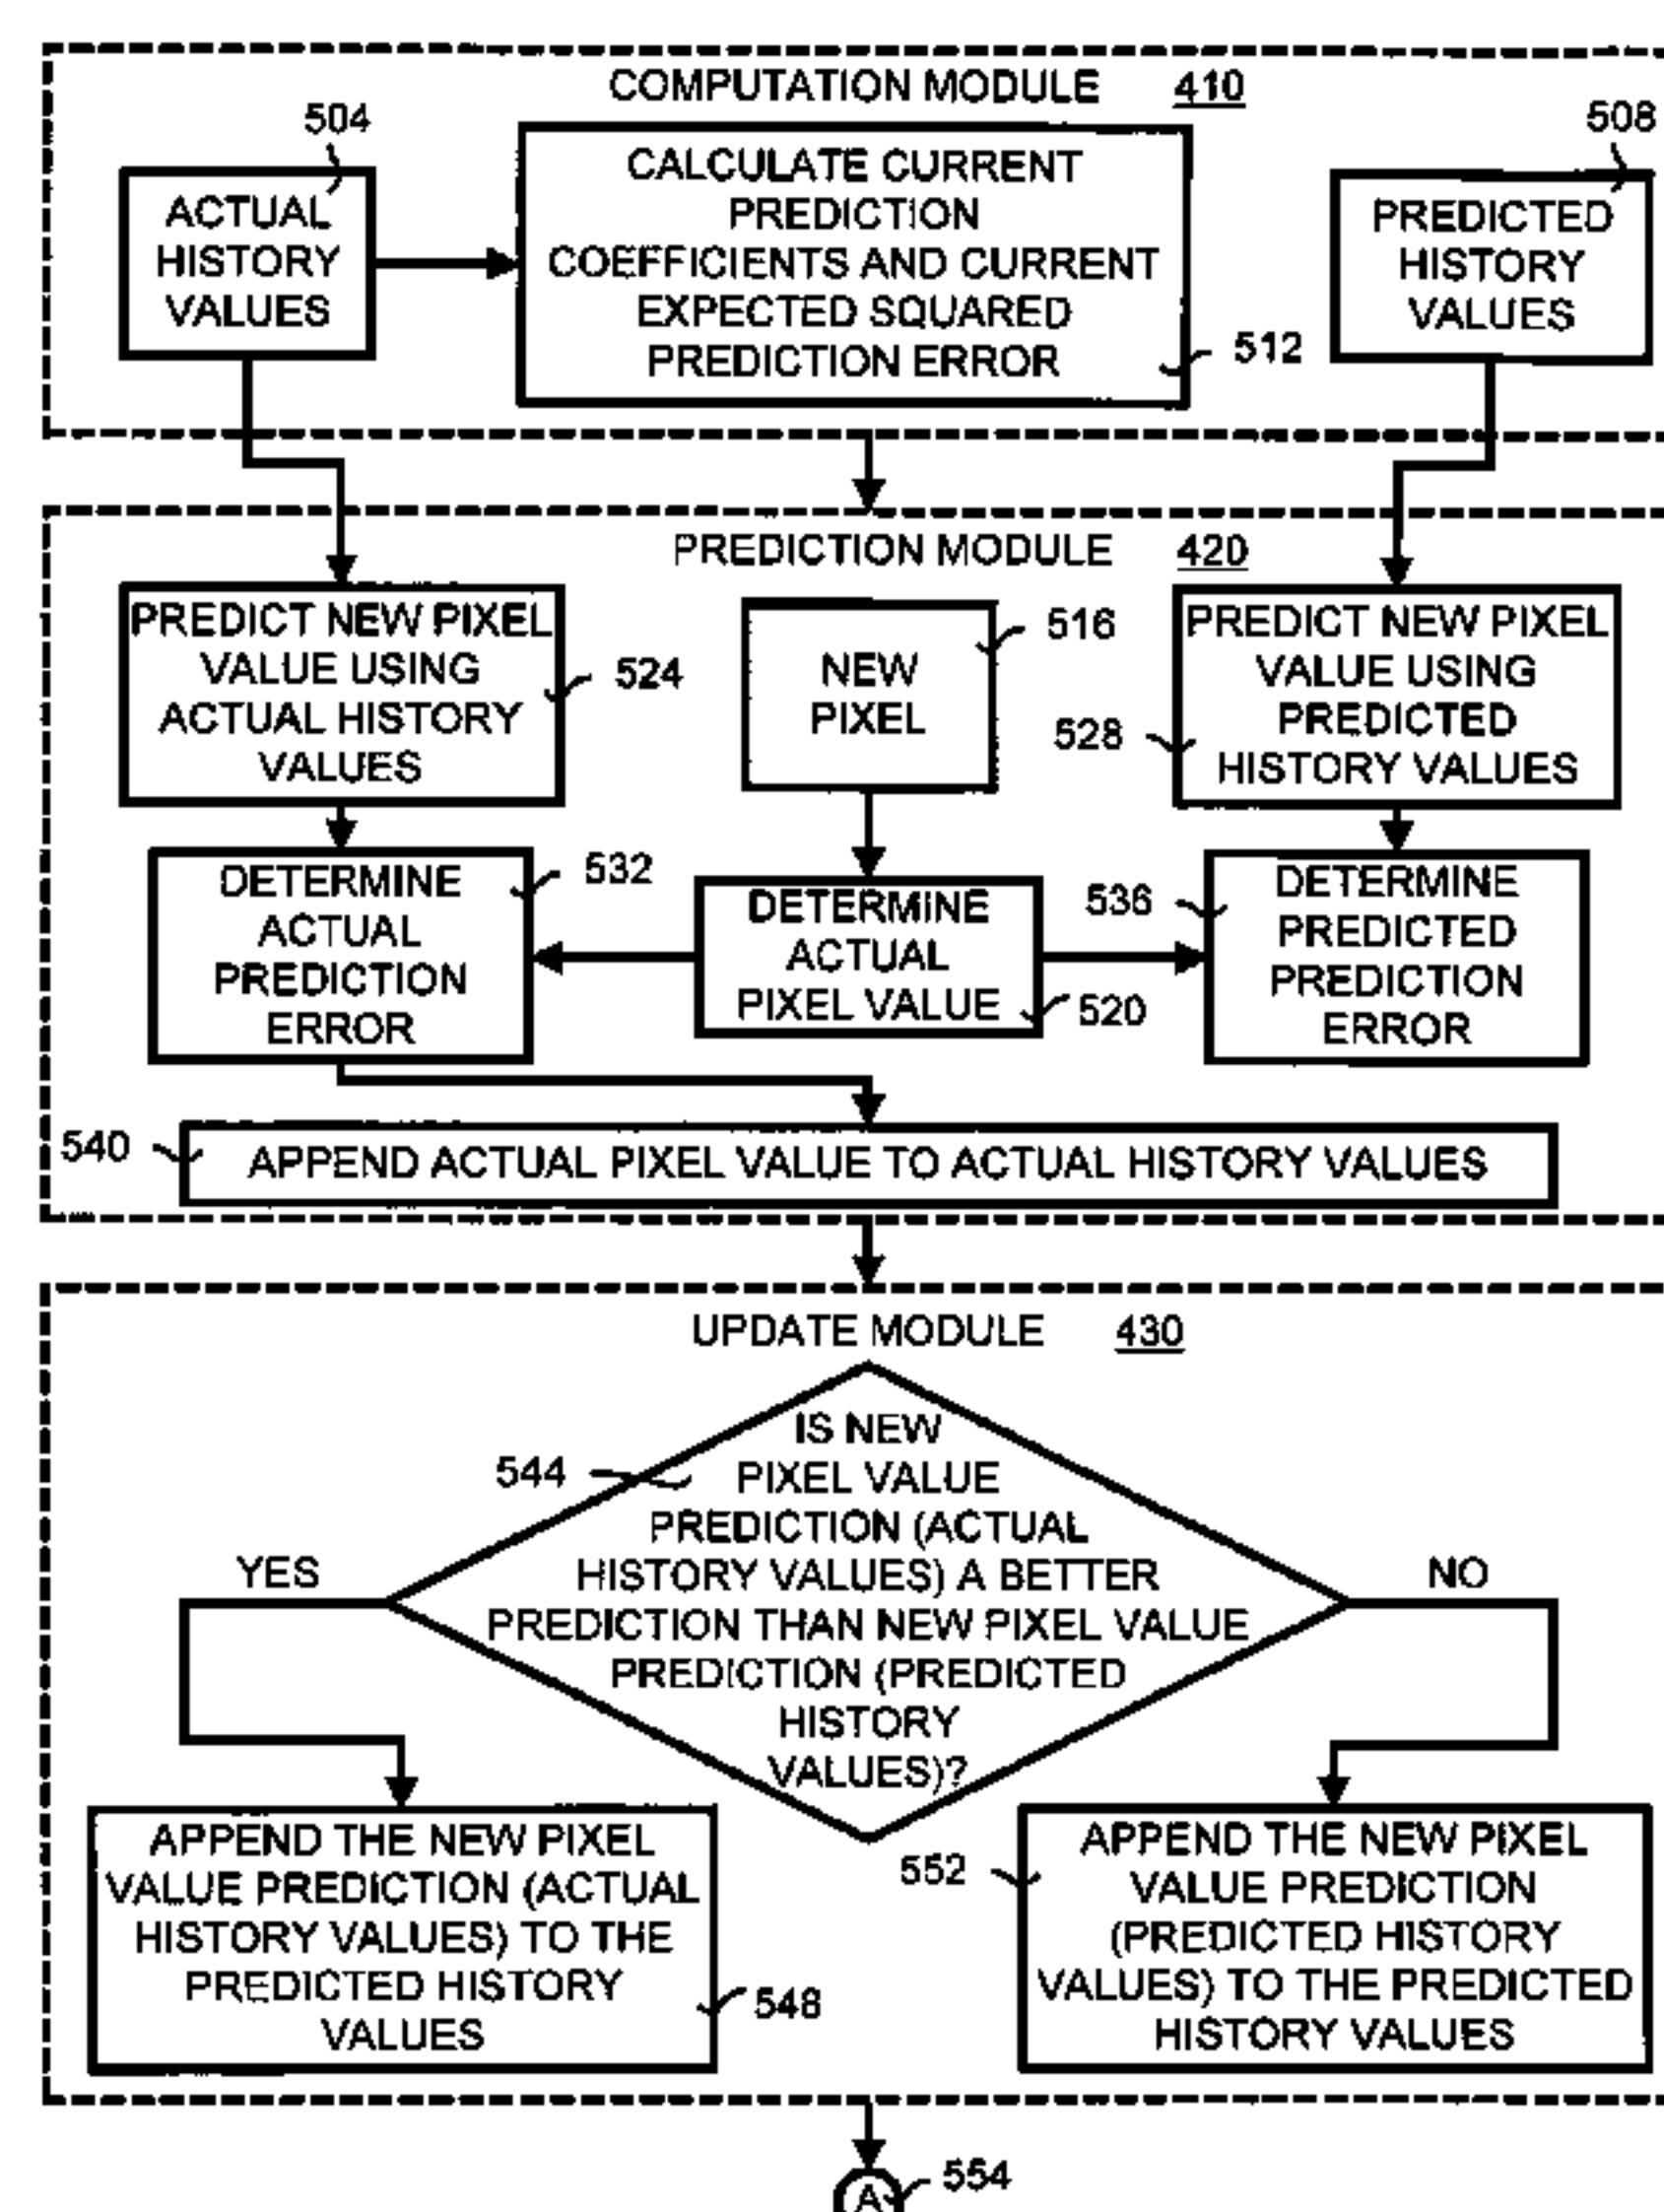 COMPUTATION MODULE 410
504
ACTUAL
HISTORY
VALUES
CALCULATE CURRENT
PREDICTION
COEFFICIENTS AND CURRENT
EXPECTED SQUARED
PREDICTION ERROR
512
508
PREDICTED
HISTORY
VALUES
PREDICTION MODULE 420
PREDICT NEW PIXEL
VALUE USING
ACTUAL HISTORY
VALUES
524
NEW
PIXEL
516
PREDICT NEW PIXEL
VALUE USING
PREDICTED
HISTORY VALUES
528
DETERMINE
ACTUAL
PREDICTION
ERROR
532
DETERMINE
ACTUAL
PIXEL VALUE
520
536
DETERMINE
PREDICTED
PREDICTION
ERROR
540
APPEND ACTUAL PIXEL VALUE TO ACTUAL HISTORY VALUES
UPDATE MODULE 430
544
IS NEW
PIXEL VALUE
PREDICTION (ACTUAL
HISTORY VALUES) A BETTER
PREDICTION THAN NEW PIXEL VALUE
PREDICTION (PREDICTED
HISTORY
VALUES)?
YES
NO
APPEND THE NEW PIXEL
VALUE PREDICTION (ACTUAL
HISTORY VALUES) TO THE
PREDICTED HISTORY
VALUES
548
552
APPEND THE NEW PIXEL
VALUE PREDICTION
(PREDICTED HISTORY
VALUES) TO THE PREDICTED
HISTORY VALUES
A
554